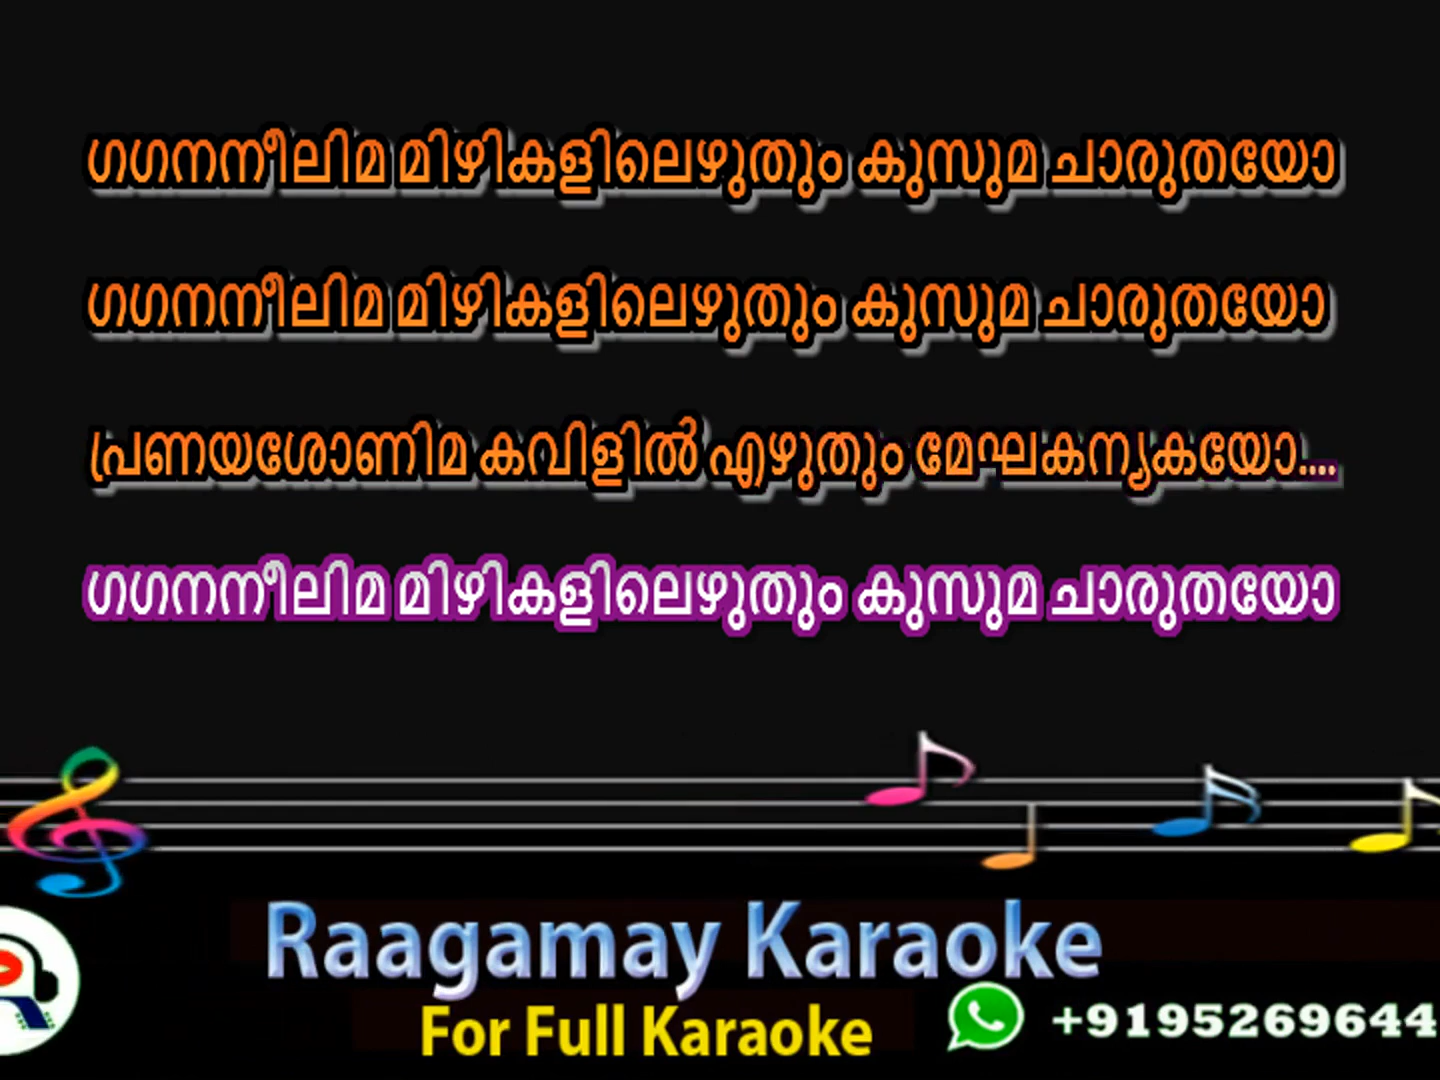 ഗഗനനീലിമ മിഴികളിലെഴുതും കുസുമ ചാരുതയോ
ഗഗനനീലിമ മിഴികളിലെഴുതും കുസുമ ചാരുതയോ
പ്രണയശോണിമ കവിളിൽ എഴുതും മേഘകന്യകയോ....
ഗഗനനീലിമ മിഴികളിലെഴുതും കുസുമ ചാരുതയോ
Raagamay Karaoke
For Full Karaoke +9195269644